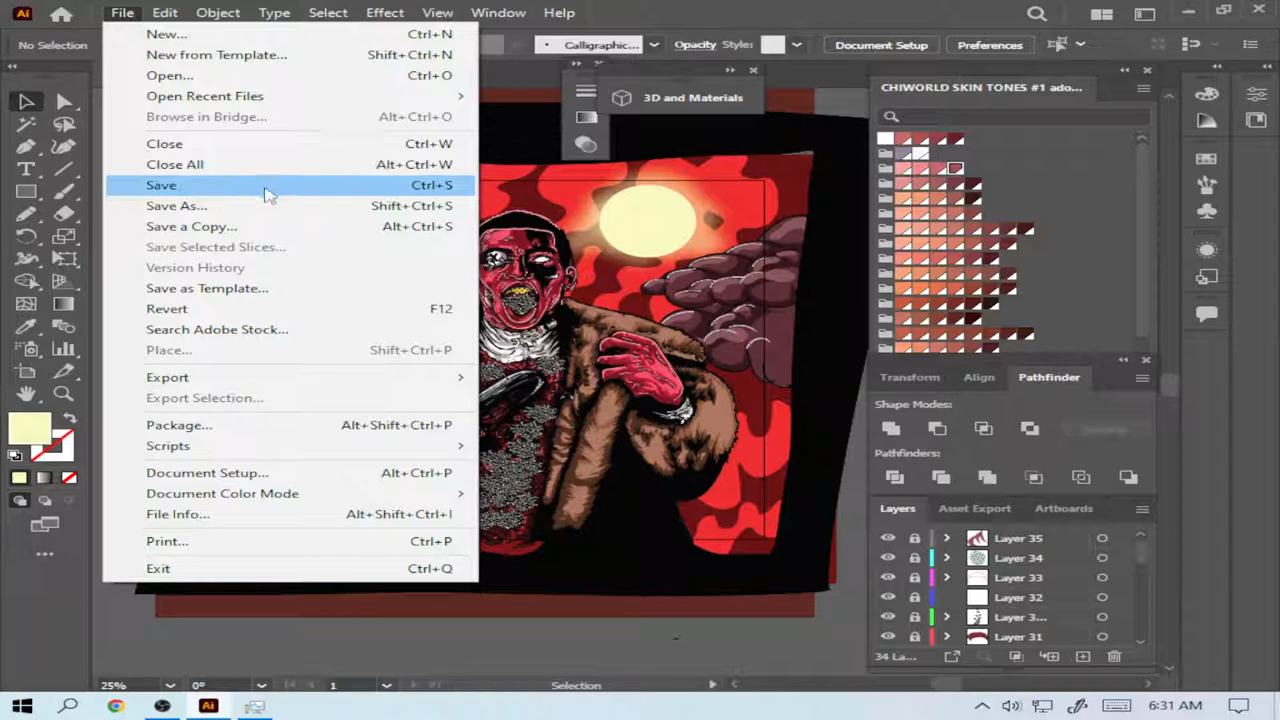 Ai File Edit Object Type Select Effect View Window Help
No Selection Calligraphic... Opacity Style: Document Setup Preferences
New... Ctrl+N
New from Template... Shift+Ctrl+N
Open... Ctrl+O
Open Recent Files
Browse in Bridge... Alt+Ctrl+O
Close Ctrl+W
Close All Alt+Ctrl+W
Save Ctrl+S
Save As... Shift+Ctrl+S
Save a Copy... Alt+Ctrl+S
Save Selected Slices...
Version History
Save as Template...
Revert F12
Search Adobe Stock...
Place... Shift+Ctrl+P
Export
Export Selection...
Package... Alt+Shift+Ctrl+P
Scripts
Document Setup... Alt+Ctrl+P
Document Color Mode
File Info... Alt+Shift+Ctrl+I
Print... Ctrl+P
Exit Ctrl+Q
3D and Materials
CHIWORLD SKIN TONES #1 ado...
Transform Align Pathfinder
Shape Modes:
Pathfinders:
Layers Asset Export Artboards
Layer 35
Layer 34
Layer 33
Layer 32
Layer 3...
Layer 31
34 La...
25% 0° 1 Selection
Ai 6:31 AM